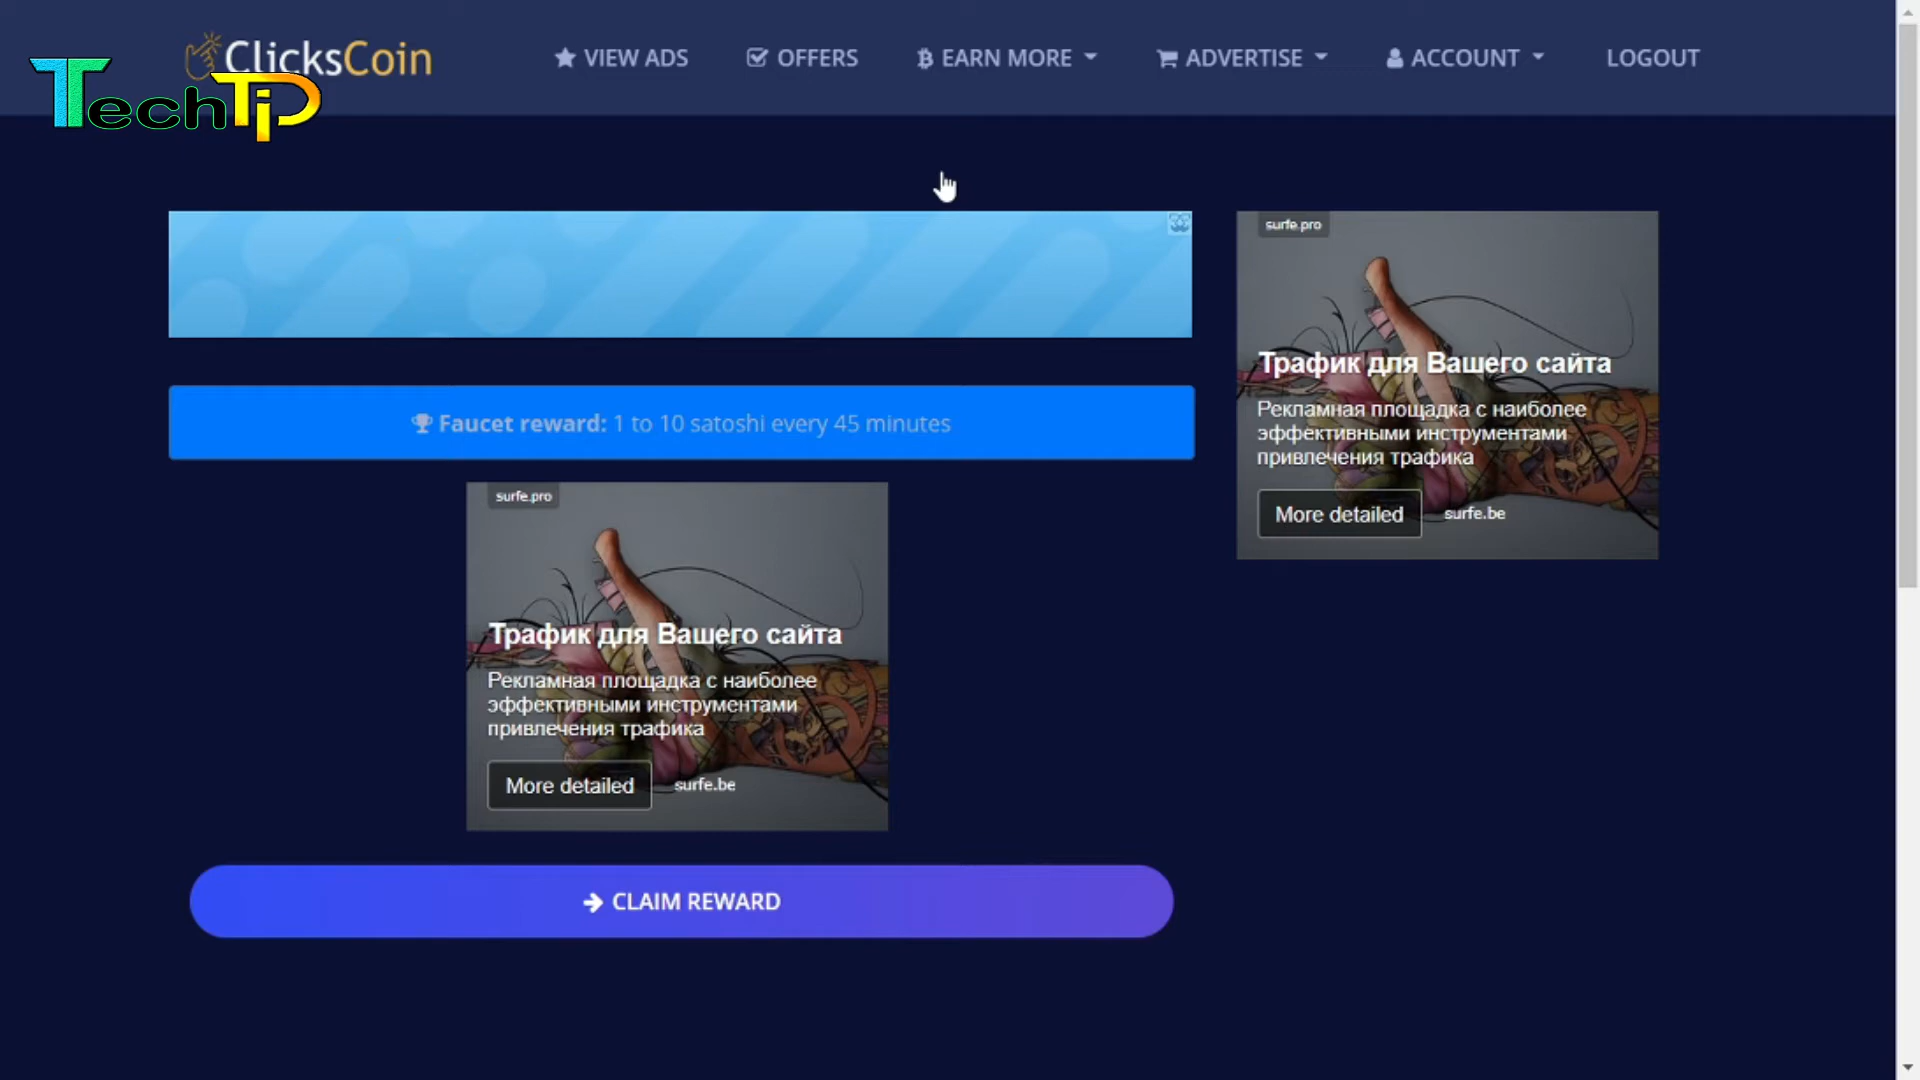 ClicksCoin
TechTip
VIEW ADS
OFFERS
EARN MORE
ADVERTISE
ACCOUNT
LOGOUT
Faucet reward: 1 to 10 satoshi every 45 minutes
surfe.pro
Трафик для Вашего сайта
Рекламная площадка с наиболее
эффективными инструментами
привлечения трафика
More detailed
surfe.be
surfe.pro
Трафик для Вашего сайта
Рекламная площадка с наиболее
эффективными инструментами
привлечения трафика
More detailed
surfe.be
CLAIM REWARD